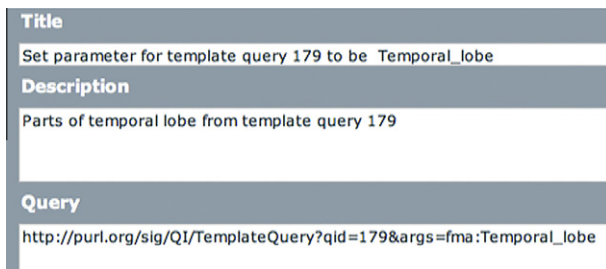 Title
Set parameter for template query 179 to be  Temporal_lobe
Description
Parts of temporal lobe from template query 179
Query
http://purl.org/sig/QI/TemplateQuery?qid=179&args=fma:Temporal_lobe